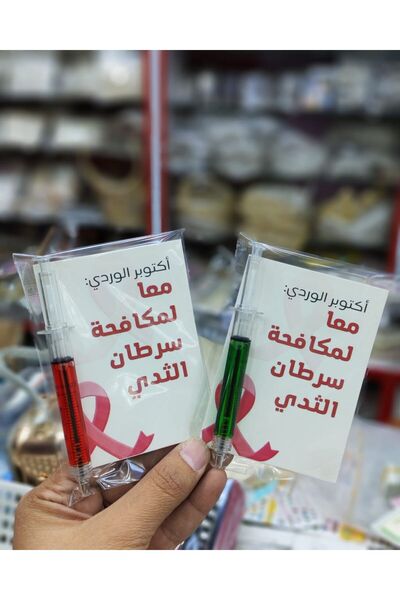 أكتوبر الوردي:
معا
لمكافحة
سرطان
الثدي
أكتوبر الوردي:
معا
لمكافحة
سرطان
الثدي